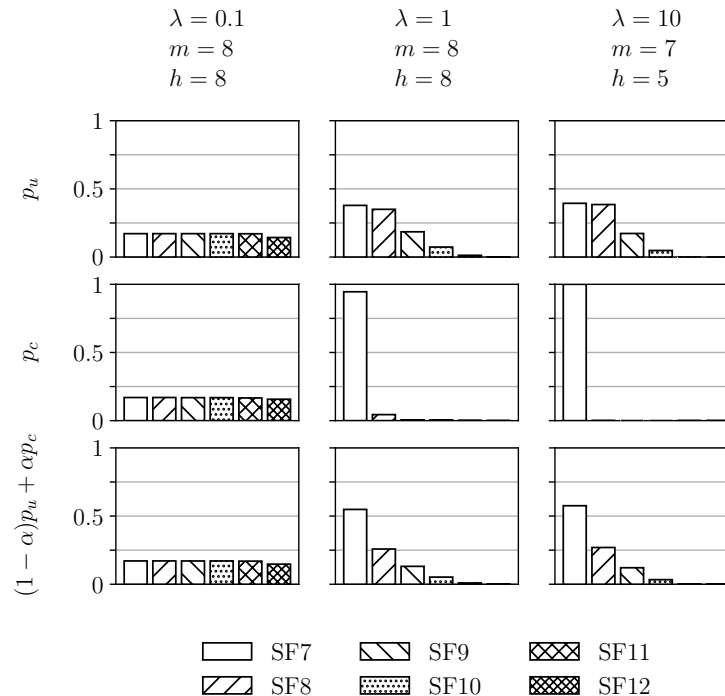 λ = 0.1 λ = 1 λ = 10
m = 8 m = 8 m = 7
h = 8 h = 8 h = 5
1
p_u 0.5
0
1
p_c 0.5
0
1
(1 − α)p_u + αp_c 0.5
0
SF7 SF9 SF11
SF8 SF10 SF12